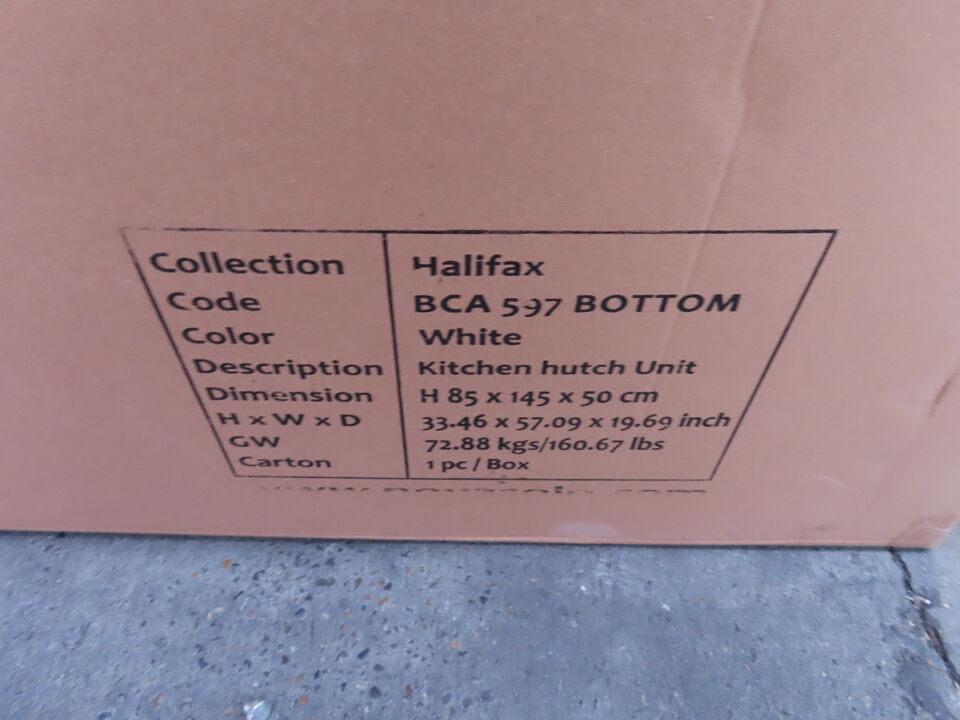 Collection Halifax
Code BCA 597 BOTTOM
Color White
Description Kitchen hutch Unit
Dimension H 85 x 145 x 50 cm
H x W x D 33.46 x 57.09 x 19.69 inch
GW 72.88 kgs/160.67 lbs
Carton 1 pc / Box